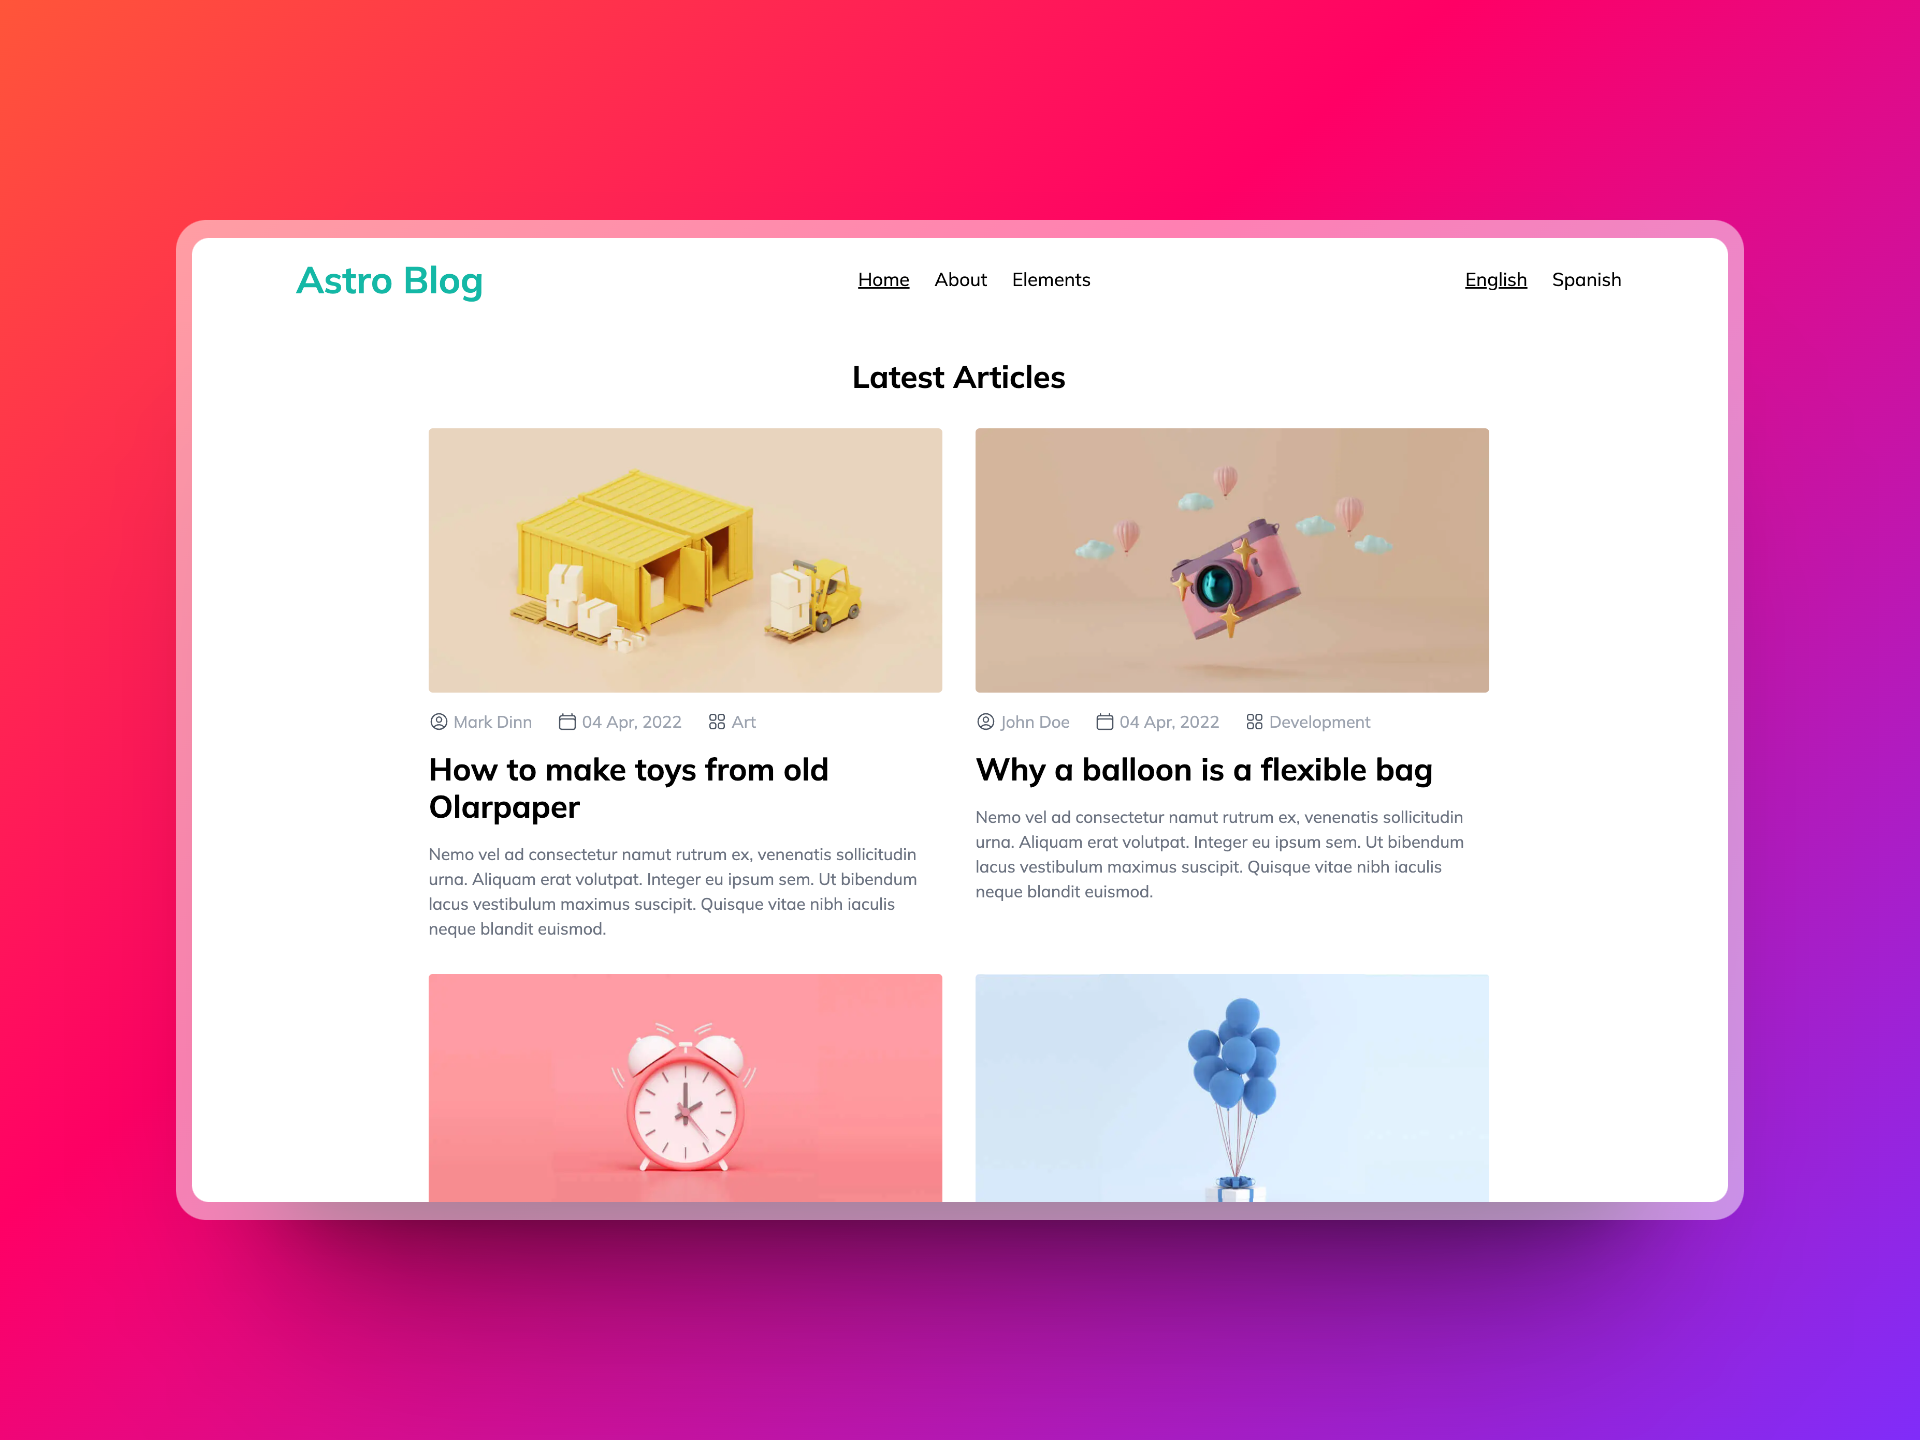 Astro Blog
Home About Elements
English Spanish
Latest Articles
Mark Dinn 04 Apr, 2022 Art
How to make toys from old
Olarpaper
Nemo vel ad consectetur namut rutrum ex, venenatis sollicitudin
urna. Aliquam erat volutpat. Integer eu ipsum sem. Ut bibendum
lacus vestibulum maximus suscipit. Quisque vitae nibh iaculis
neque blandit euismod.
John Doe 04 Apr, 2022 Development
Why a balloon is a flexible bag
Nemo vel ad consectetur namut rutrum ex, venenatis sollicitudin
urna. Aliquam erat volutpat. Integer eu ipsum sem. Ut bibendum
lacus vestibulum maximus suscipit. Quisque vitae nibh iaculis
neque blandit euismod.